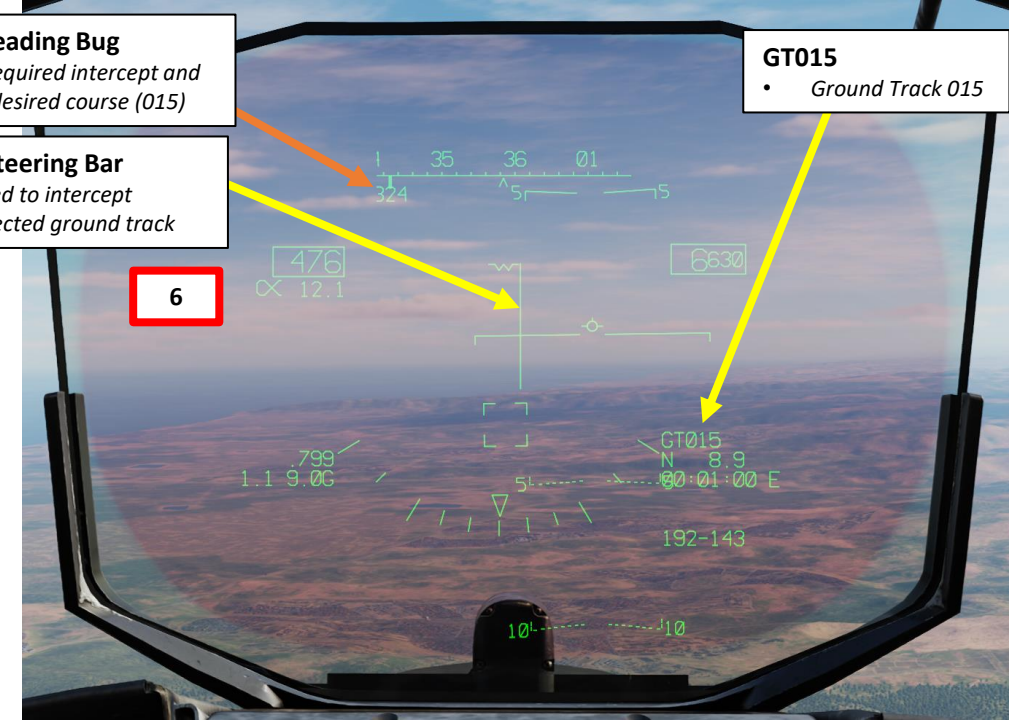 eading Bug
equired intercept and
desired course (015)
teering Bar
ed to intercept
ected ground track
6
GT015
• Ground Track 015
35 36 01
324
5 5
476
α 12.1
6630
.799
1.1 9.0G
GT015
N 8.9
00:01:00 E
5
192-143
10 10